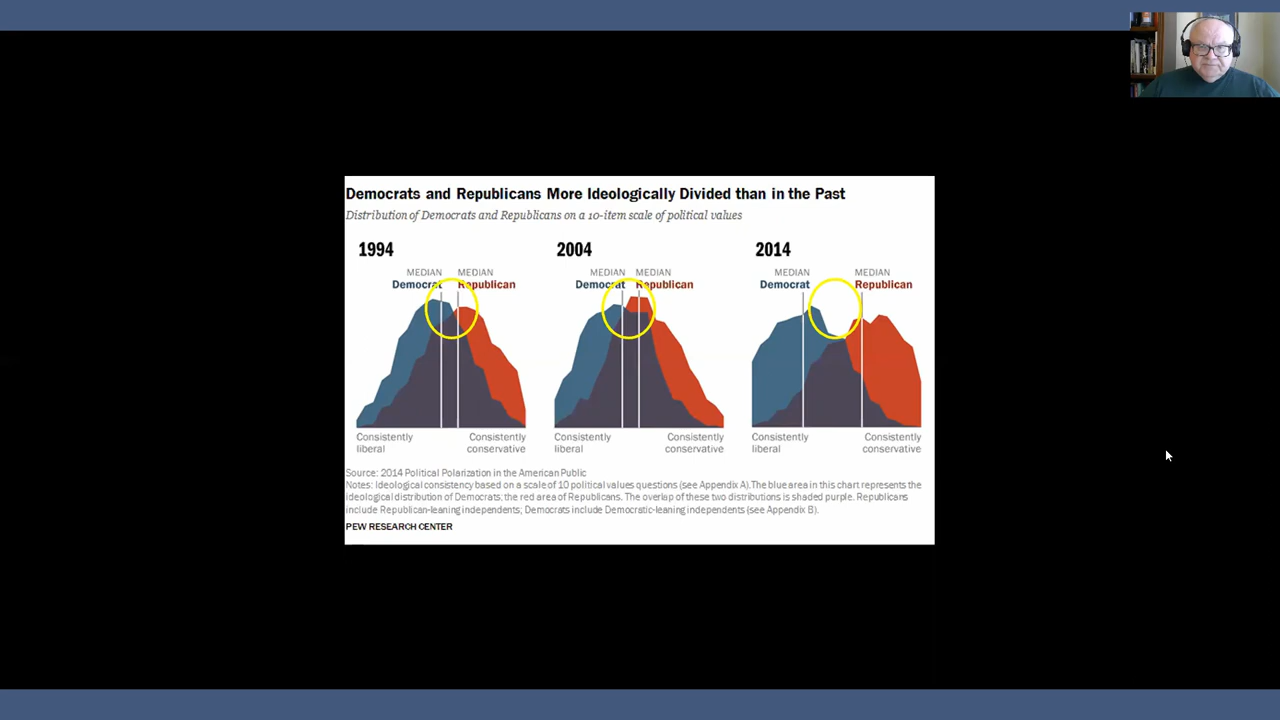 Democrats and Republicans More Ideologically Divided than in the Past
Distribution of Democrats and Republicans on a 10-item scale of political values
1994
2004
2014
MEDIAN MEDIAN
Democrat Republican
MEDIAN MEDIAN
Democrat Republican
MEDIAN MEDIAN
Democrat Republican
Consistently
liberal
Consistently
conservative
Consistently
liberal
Consistently
conservative
Consistently
liberal
Consistently
conservative
Source: 2014 Political Polarization in the American Public
Notes: Ideological consistency based on a scale of 10 political values questions (see Appendix A).The blue area in this chart represents the
ideological distribution of Democrats; the red area of Republicans. The overlap of these two distributions is shaded purple. Republicans
include Republican-leaning independents; Democrats include Democratic-leaning independents (see Appendix B).
PEW RESEARCH CENTER